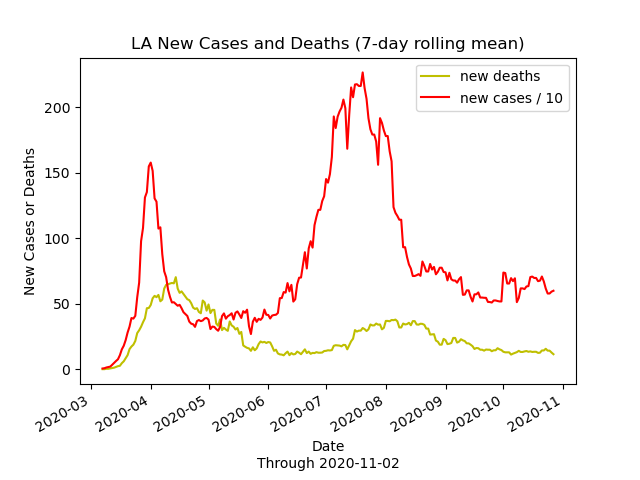 LA New Cases and Deaths (7-day rolling mean)
new deaths
new cases / 10
New Cases or Deaths
200
150
100
50
0
2020-03
2020-04
2020-05
2020-06
2020-07
2020-08
2020-09
2020-10
2020-11
Date
Through 2020-11-02